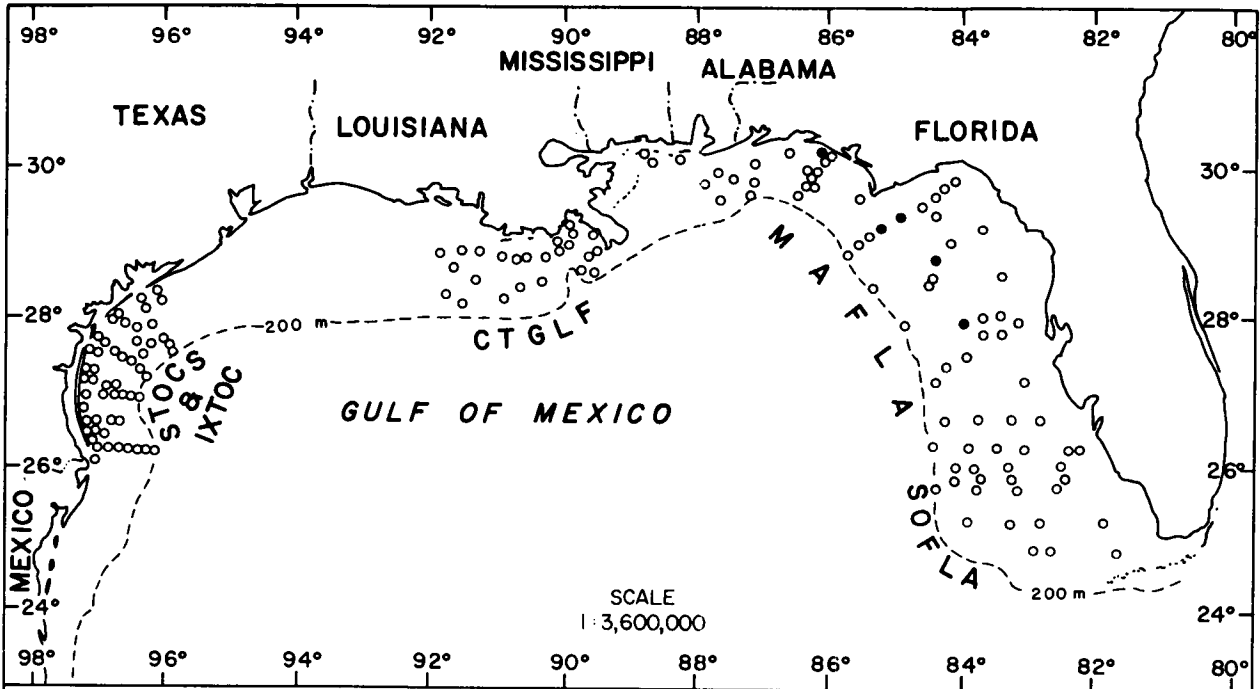 98° 96° 94° 92° 90° 88° 86° 84° 82° 80°
MISSISSIPPI
ALABAMA
TEXAS
LOUISIANA
FLORIDA
30° 30°
MAFLA
28° 28°
200 m
CTGLF
STOCS
&
IXTOC
GULF OF MEXICO
26° 26°
SOFLA
MEXICO
SCALE
1:3,600,000
200 m
24° 24°
98° 96° 94° 92° 90° 88° 86° 84° 82° 80°